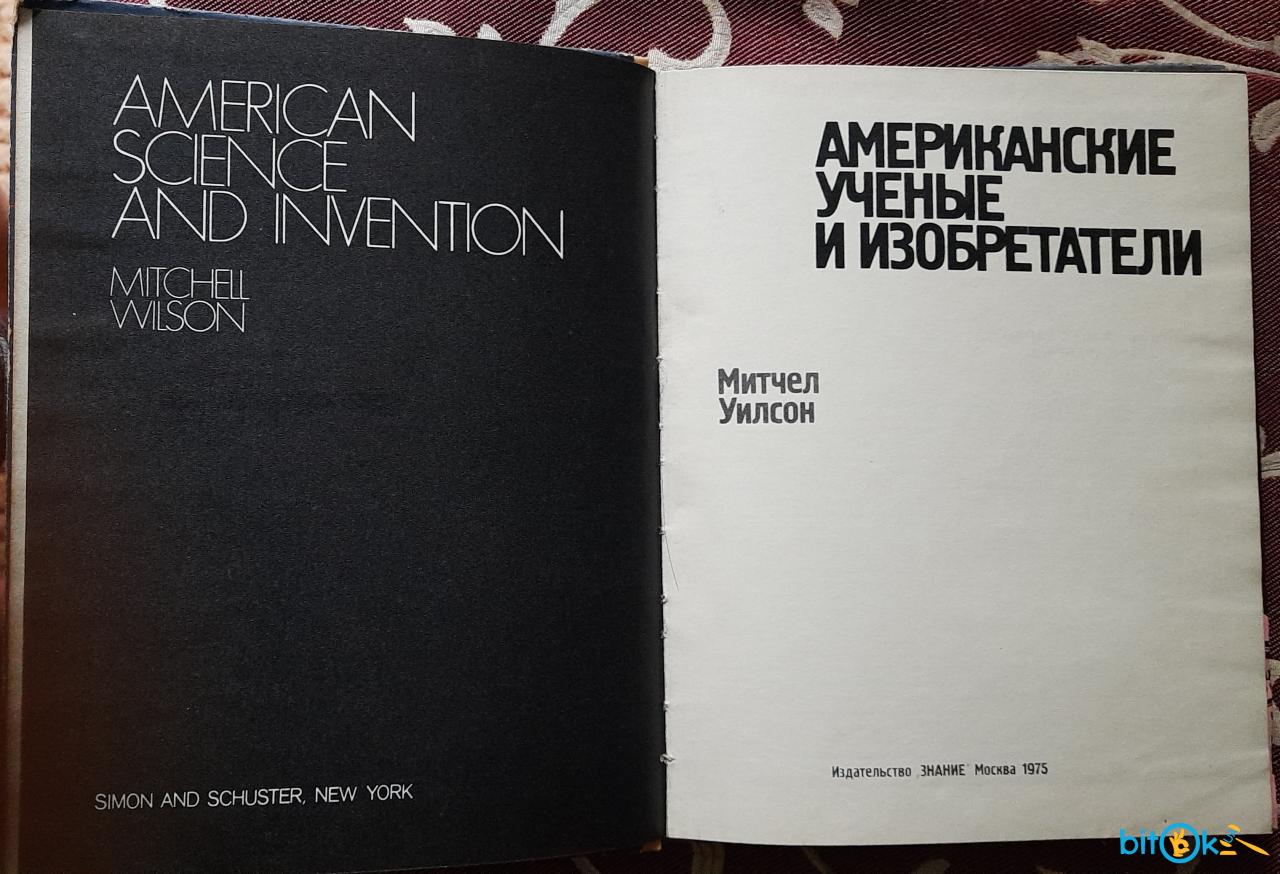 AMERICAN
SCIENCE
AND INVENTION
MITCHELL
WILSON
SIMON AND SCHUSTER, NEW YORK
АМЕРИКАНСКИЕ
УЧЕНЫЕ
И ИЗОБРЕТАТЕЛИ
Митчел
Уилсон
Издательство „ЗНАНИЕ" Москва 1975
bitok